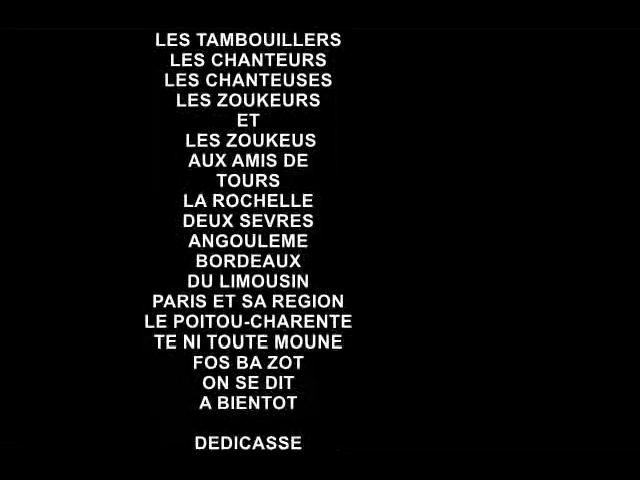 LES TAMBOUILLERS
LES CHANTEURS
LES CHANTEUSES
LES ZOUKEURS
ET
LES ZOUKEUS
AUX AMIS DE
TOURS
LA ROCHELLE
DEUX SEVRES
ANGOULEME
BORDEAUX
DU LIMOUSIN
PARIS ET SA REGION
LE POITOU-CHARENTE
TE NI TOUTE MOUNE
FOS BA ZOT
ON SE DIT
A BIENTOT
DEDICASSE